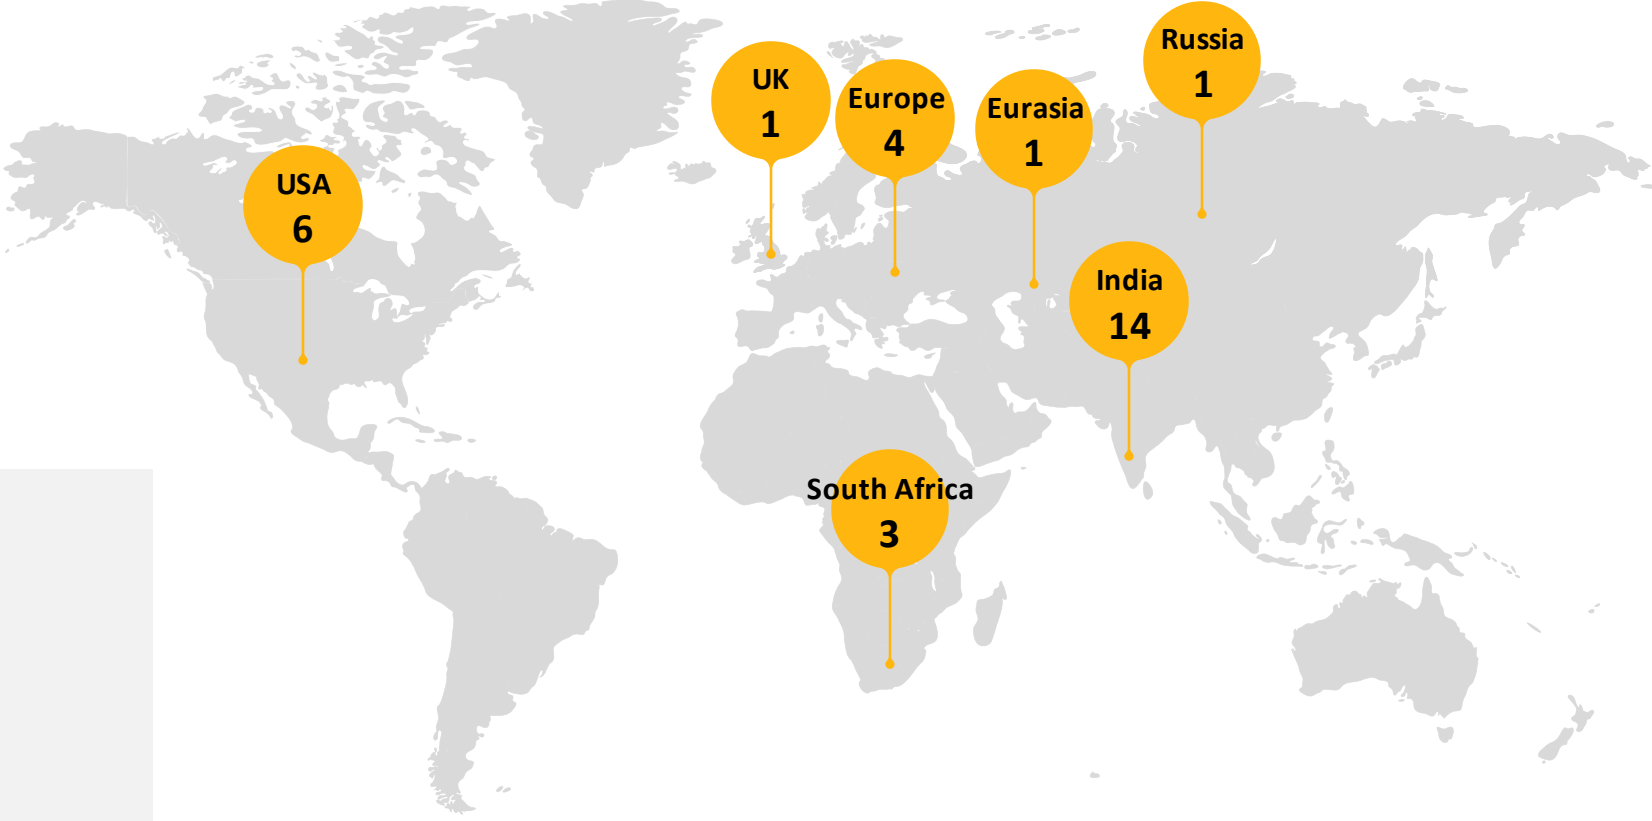 Russia
1
UK
1
Europe
4
Eurasia
1
USA
6
India
14
South Africa
3